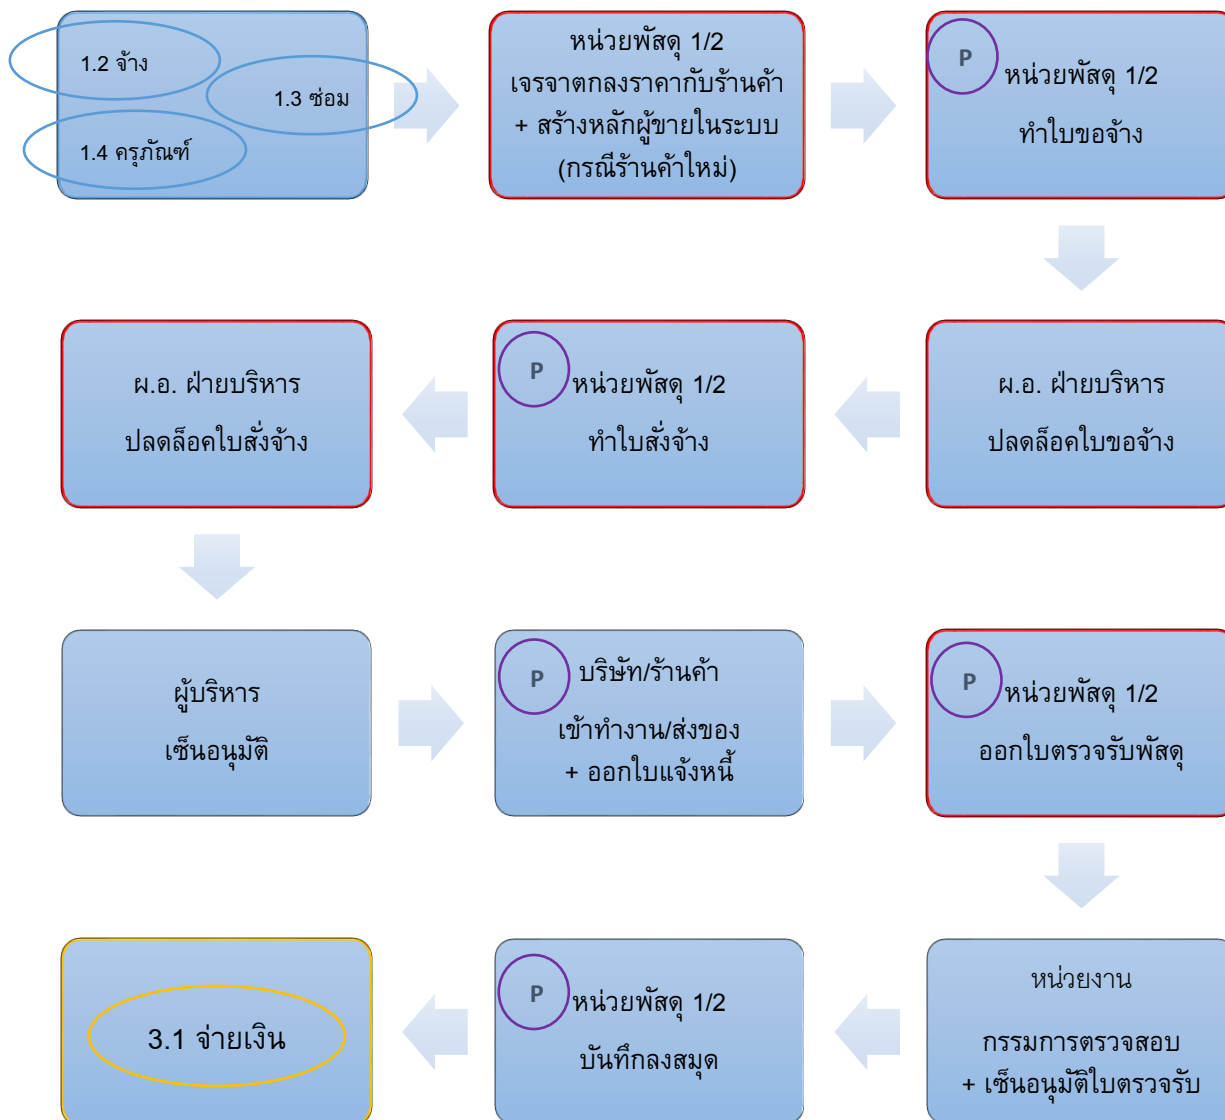 1.2 จ้าง
1.3 ซ่อม
1.4 ครุภัณฑ์
หน่วยพัสดุ 1/2
เจรจาตกลงราคากับร้านค้า
+ สร้างหลักผู้ขายในระบบ
(กรณีร้านค้าใหม่)
P
หน่วยพัสดุ 1/2
ทำใบขอจ้าง
ผ.อ. ฝ่ายบริหาร
ปลดล็อคใบขอจ้าง
P
หน่วยพัสดุ 1/2
ทำใบสั่งจ้าง
ผ.อ. ฝ่ายบริหาร
ปลดล็อคใบสั่งจ้าง
ผู้บริหาร
เซ็นอนุมัติ
P
บริษัท/ร้านค้า
เข้าทำงาน/ส่งของ
+ ออกใบแจ้งหนี้
P
หน่วยพัสดุ 1/2
ออกใบตรวจรับพัสดุ
หน่วยงาน
กรรมการตรวจสอบ
+ เซ็นอนุมัติใบตรวจรับ
P
หน่วยพัสดุ 1/2
บันทึกลงสมุด
3.1 จ่ายเงิน